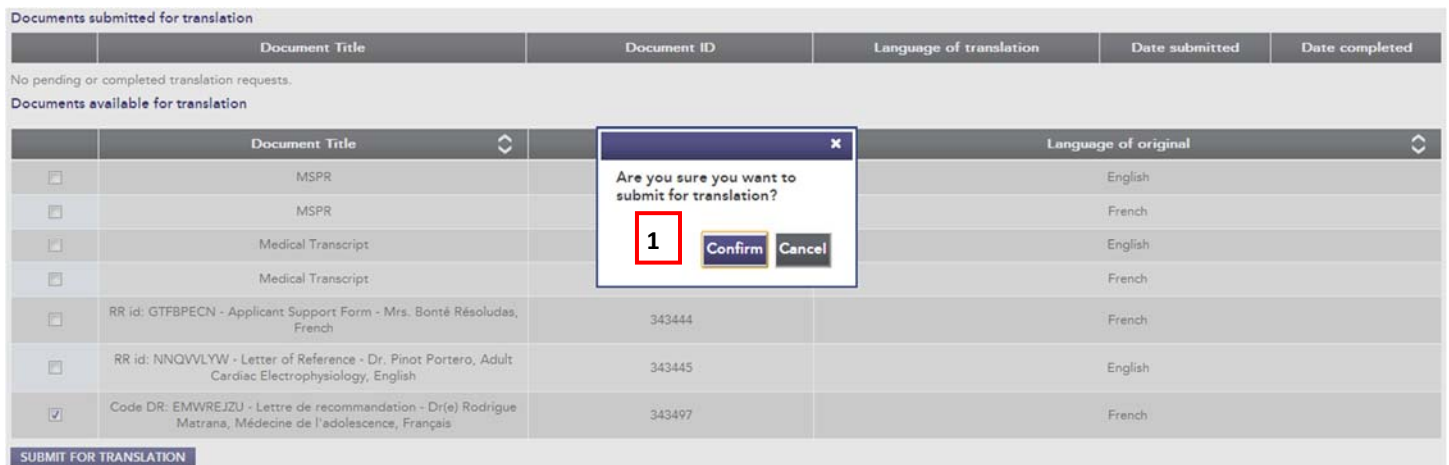 Documents submitted for translation
Document Title Document ID Language of translation Date submitted Date completed
No pending or completed translation requests.
Documents available for translation
Document Title Language of original
MSPR English
MSPR French
Medical Transcript English
Medical Transcript French
RR id: GTFBPECN - Applicant Support Form - Mrs. Bonté Résoludas,
French
343444 French
RR id: NNQVVLYW - Letter of Reference - Dr. Pinot Portero, Adult
Cardiac Electrophysiology, English
343445 English
Code DR: EMWREJZU - Lettre de recommandation - Dr(e) Rodrigue
Matrana, Médecine de l'adolescence, Français
343497 French
SUBMIT FOR TRANSLATION
x
Are you sure you want to
submit for translation?
1 Confirm Cancel